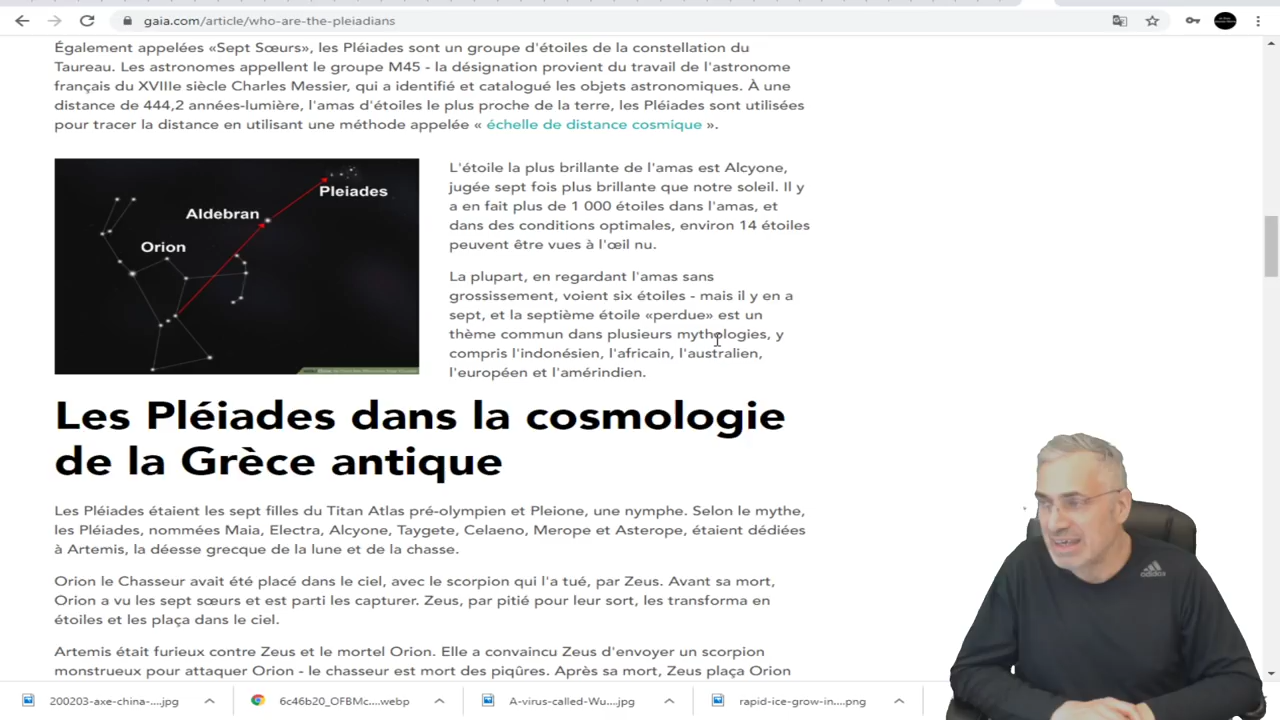 gaia.com/article/who-are-the-pleiadians
Également appelées «Sept Sœurs», les Pléiades sont un groupe d'étoiles de la constellation du
Taureau. Les astronomes appellent le groupe M45 - la désignation provient du travail de l'astronome
français du XVIIIe siècle Charles Messier, qui a identifié et catalogué les objets astronomiques. À une
distance de 444,2 années-lumière, l'amas d'étoiles le plus proche de la terre, les Pléiades sont utilisées
pour tracer la distance en utilisant une méthode appelée « échelle de distance cosmique ».
Pleiades
Aldebran
Orion
L'étoile la plus brillante de l'amas est Alcyone,
jugée sept fois plus brillante que notre soleil. Il y
a en fait plus de 1 000 étoiles dans l'amas, et
dans des conditions optimales, environ 14 étoiles
peuvent être vues à l'œil nu.
La plupart, en regardant l'amas sans
grossissement, voient six étoiles - mais il y en a
sept, et la septième étoile «perdue» est un
thème commun dans plusieurs mythologies, y
compris l'indonésien, l'africain, l'australien,
l'européen et l'amérindien.
Les Pléiades dans la cosmologie
de la Grèce antique
Les Pléiades étaient les sept filles du Titan Atlas pré-olympien et Pleione, une nymphe. Selon le mythe,
les Pléiades, nommées Maia, Electra, Alcyone, Taygete, Celaeno, Merope et Asterope, étaient dédiées
à Artemis, la déesse grecque de la lune et de la chasse.
Orion le Chasseur avait été placé dans le ciel, avec le scorpion qui l'a tué, par Zeus. Avant sa mort,
Orion a vu les sept sœurs et est parti les capturer. Zeus, par pitié pour leur sort, les transforma en
étoiles et les plaça dans le ciel.
Artemis était furieux contre Zeus et le mortel Orion. Elle a convaincu Zeus d'envoyer un scorpion
monstrueux pour attaquer Orion - le chasseur est mort des piqûres. Après sa mort, Zeus plaça Orion
adidas
200203-axe-china-....jpg
6c46b20_OFBMc....webp
A-virus-called-Wu....jpg
rapid-ice-grow-in....png